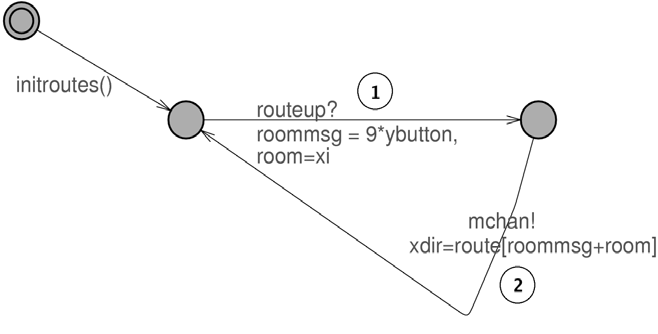 initroutes()
1
routeup?
roommsg = 9*ybutton,
room=xi
mchan!
xdir=route[roommsg+room]
2